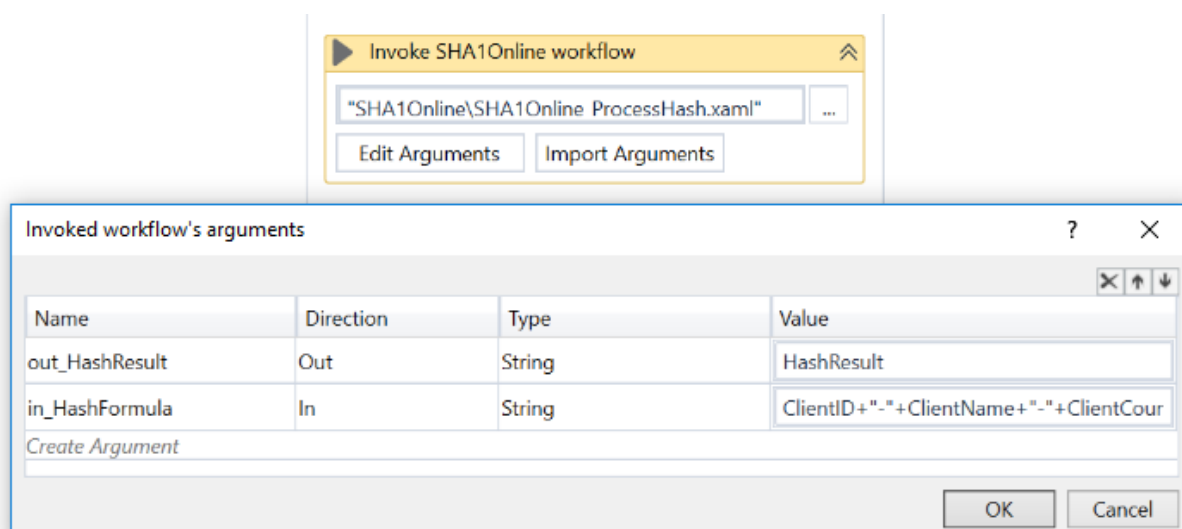 Invoke SHA1Online workflow
"SHA1Online\SHA1Online_ProcessHash.xaml" ...
Edit Arguments Import Arguments
Invoked workflow's arguments ?
Name Direction Type Value
out_HashResult Out String HashResult
in_HashFormula In String ClientID+"-"+ClientName+"-"+ClientCour
Create Argument
OK Cancel